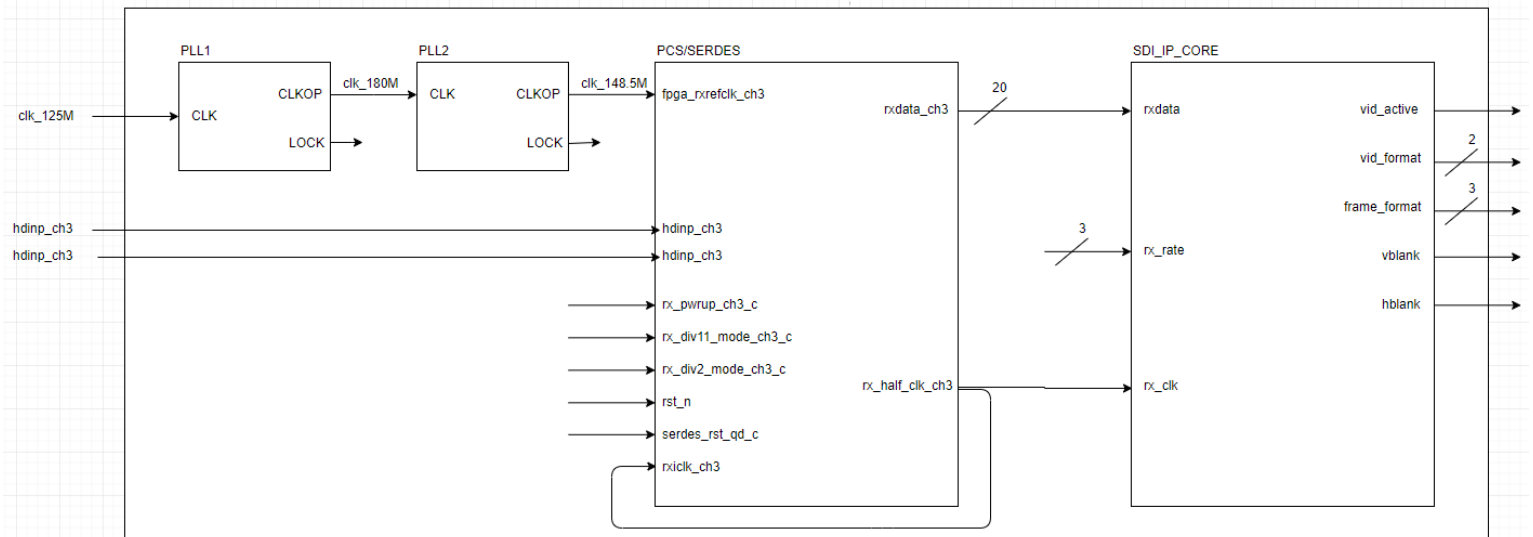 PLL1
PLL2
PCS/SERDES
SDI_IP_CORE
clk_125M
CLK
CLKOP
LOCK
clk_180M
CLK
CLKOP
LOCK
clk_148.5M
fpga_rxrefclk_ch3
rxdata_ch3
20
rxdata
vid_active
vid_format
2
frame_format
3
hdinp_ch3
hdinp_ch3
hdinp_ch3
hdinp_ch3
3
rx_rate
vblank
hblank
rx_pwrup_ch3_c
rx_div11_mode_ch3_c
rx_div2_mode_ch3_c
rx_half_clk_ch3
rx_clk
rst_n
serdes_rst_qd_c
rxiclk_ch3